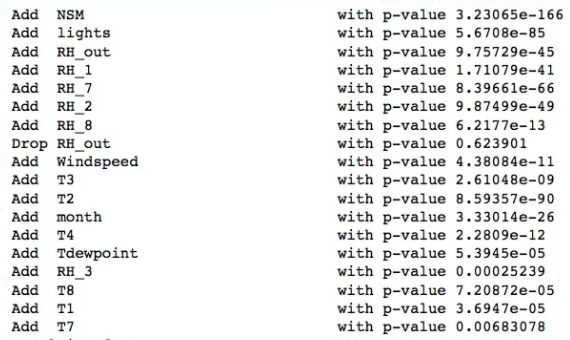 Add NSM with p-value 3.23065e-166
Add lights with p-value 5.6708e-85
Add RH_out with p-value 9.75729e-45
Add RH_1 with p-value 1.71079e-41
Add RH_7 with p-value 8.39661e-66
Add RH_2 with p-value 9.87499e-49
Add RH_8 with p-value 6.2177e-13
Drop RH_out with p-value 0.623901
Add Windspeed with p-value 4.38084e-11
Add T3 with p-value 2.61048e-09
Add T2 with p-value 8.59357e-90
Add month with p-value 3.33014e-26
Add T4 with p-value 2.2809e-12
Add Tdewpoint with p-value 5.3945e-05
Add RH_3 with p-value 0.00025239
Add T8 with p-value 7.20872e-05
Add T1 with p-value 3.6947e-05
Add T7 with p-value 0.00683078